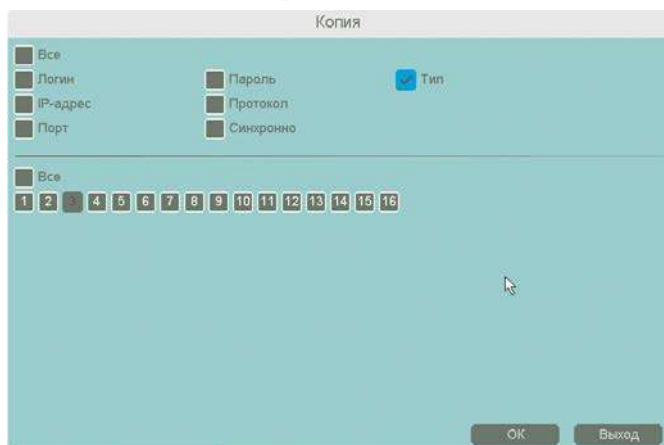 Копия
Все
Логин Пароль Тип
IP-адрес Протокол
Порт Синхронно
Все
1 2 3 4 5 6 7 8 9 10 11 12 13 14 15 16
OK Выход